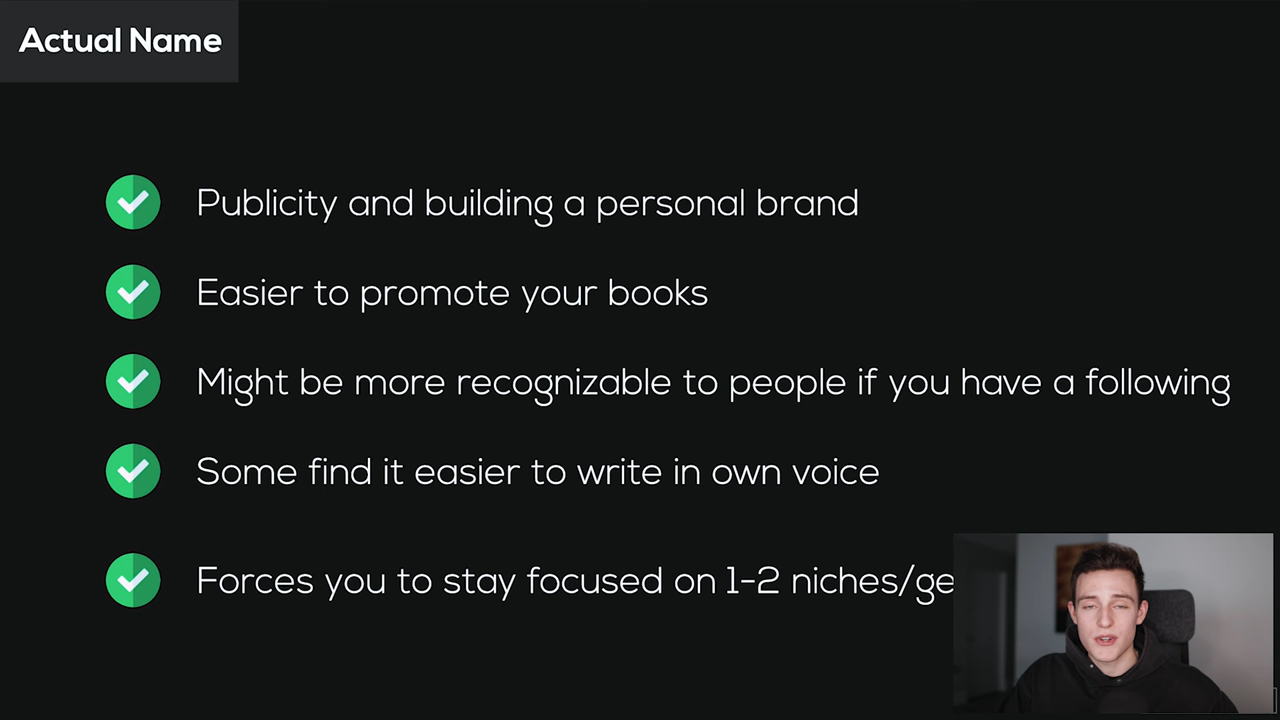 Actual Name
Publicity and building a personal brand
Easier to promote your books
Might be more recognizable to people if you have a following
Some find it easier to write in own voice
Forces you to stay focused on 1-2 niches/ge